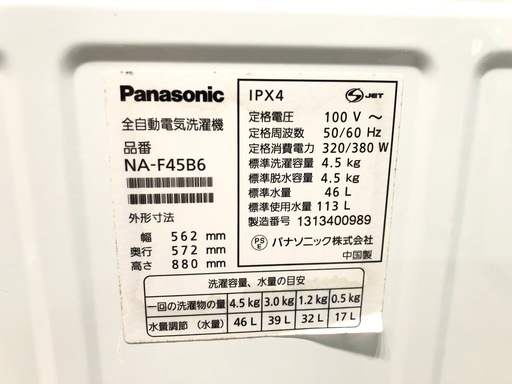 Panasonic
全自動電気洗濯機
品番
NA-F45B6
外形寸法
幅 562 mm
奥行 572 mm
高さ 880 mm
IPX4
S JET
定格電圧 100 V ～
定格周波数 50/60 Hz
定格消費電力 320/380 W
標準洗濯容量 4.5 kg
標準脱水容量 4.5 kg
標準水量 46 L
標準使用水量 113 L
製造番号 1313400989
PS E パナソニック株式会社
中国製
洗濯容量、水量の目安
一回の洗濯物の量 4.5 kg 3.0 kg 1.2 kg 0.5 kg
水量調節 (水量) 46 L 39 L 32 L 17 L